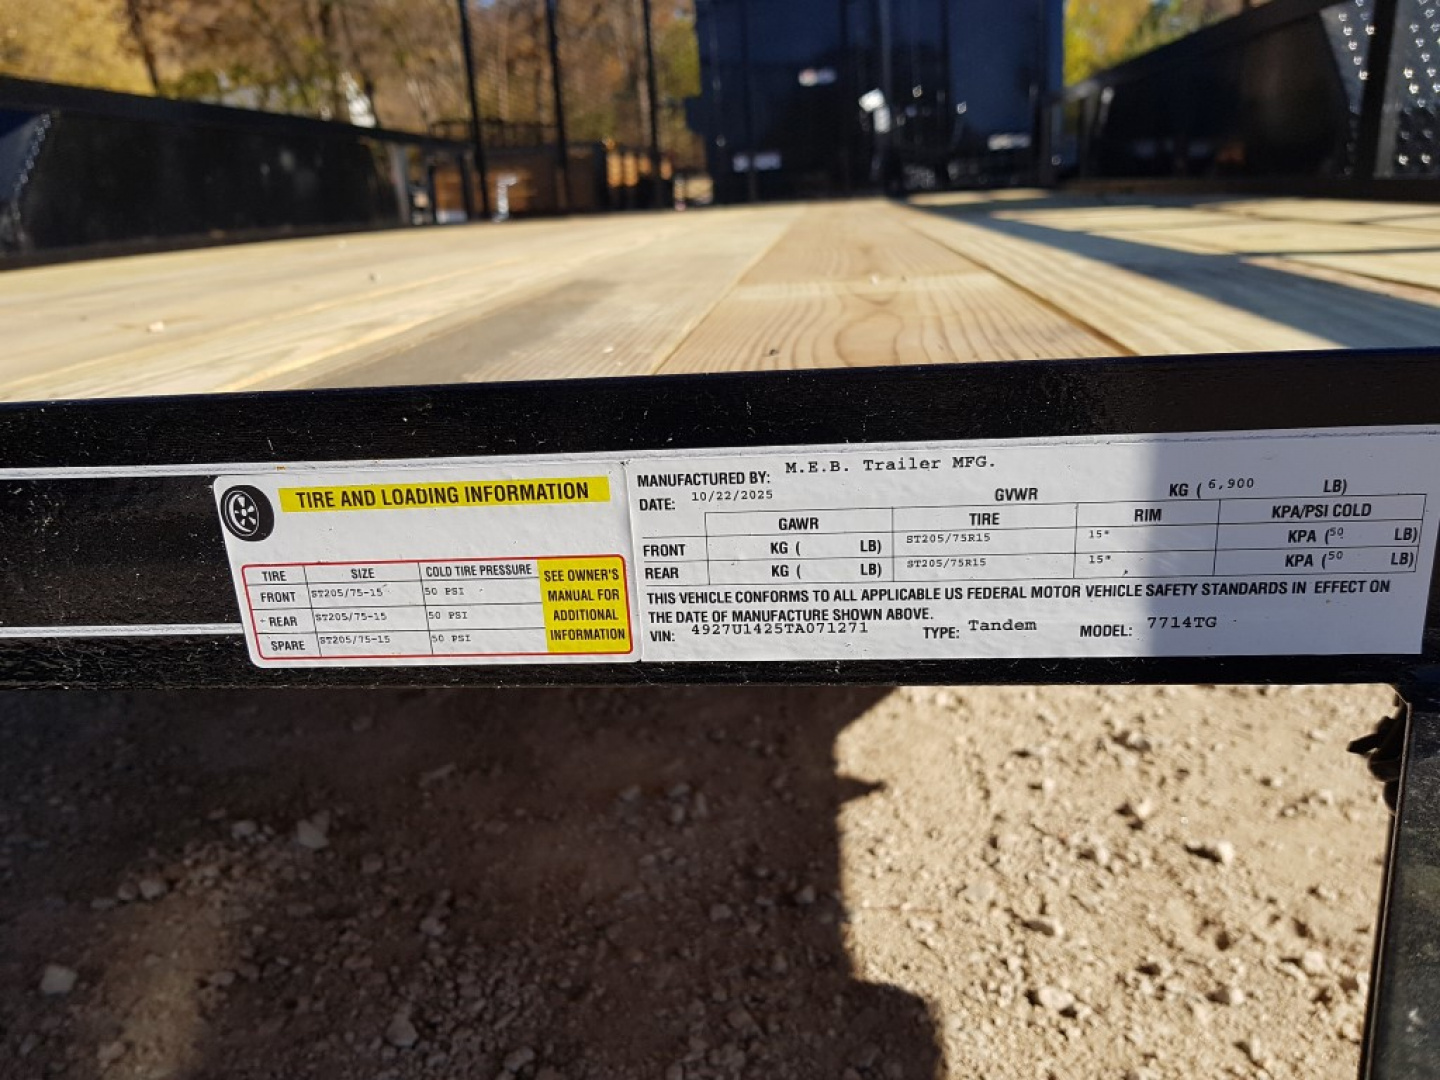 TIRE AND LOADING INFORMATION
TIRE SIZE COLD TIRE PRESSURE
FRONT ST205/75-15 50 PSI
REAR ST205/75-15 50 PSI
SPARE ST205/75-15 50 PSI
SEE OWNER'S
MANUAL FOR
ADDITIONAL
INFORMATION
MANUFACTURED BY: M.E.B. Trailer MFG.
DATE: 10/22/2025 GVWR KG ( 6,900 LB)
GAWR TIRE RIM KPA/PSI COLD
FRONT KG ( LB) ST205/75R15 15" KPA (50 LB)
REAR KG ( LB) ST205/75R15 15" KPA (50 LB)
THIS VEHICLE CONFORMS TO ALL APPLICABLE US FEDERAL MOTOR VEHICLE SAFETY STANDARDS IN EFFECT ON
THE DATE OF MANUFACTURE SHOWN ABOVE.
VIN: 4927U1425TA071271 TYPE: Tandem MODEL: 7714TG